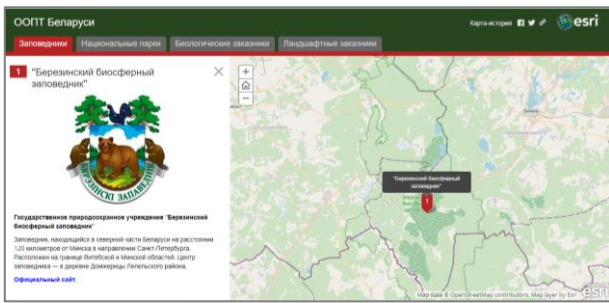 ООПТ Беларуси
Карта-история
esri
Заповедники
Национальные парки
Биологические заказники
Ландшафтные заказники
1
"Березинский биосферный
заповедник"
БЯРЭЗІНСКІ ЗАПАВЕДНІК
Государственное природоохранное учреждение "Березинский
биосферный заповедник"
Заповедник, находящийся в северной части Беларуси на расстоянии
120 километров от Минска в направлении Санкт-Петербурга.
Расположен на границе Витебской и Минской областей. Центр
заповедника — в деревне Домжерицы Лепельского района.
Официальный сайт.
+
−
"Березинский биосферный
заповедник"
1
Map data © OpenStreetMap contributors, Map layer by Esri
esri